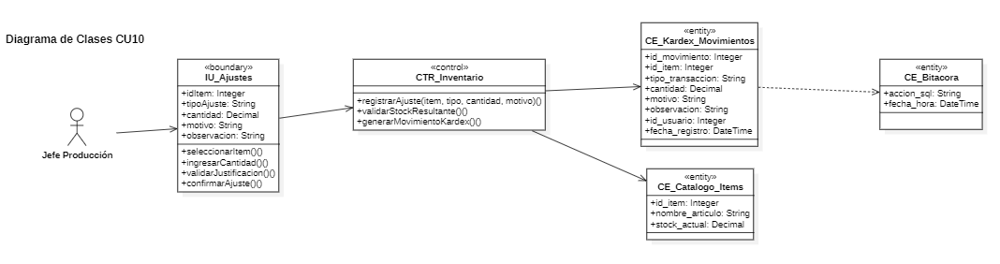 Diagrama de Clases CU10
Jefe Producción
«boundary»
IU_Ajustes
+idItem: Integer
+tipoAjuste: String
+cantidad: Decimal
+motivo: String
+observacion: String
+seleccionarItem()()
+ingresarCantidad()()
+validarJustificacion()()
+confirmarAjuste()()
«control»
CTR_Inventario
+registrarAjuste(item, tipo, cantidad, motivo)()
+validarStockResultante()()
+generarMovimientoKardex()()
«entity»
CE_Kardex_Movimientos
+id_movimiento: Integer
+id_item: Integer
+tipo_transaccion: String
+cantidad: Decimal
+motivo: String
+observacion: String
+id_usuario: Integer
+fecha_registro: DateTime
«entity»
CE_Catalogo_Items
+id_item: Integer
+nombre_articulo: String
+stock_actual: Decimal
«entity»
CE_Bitacora
+accion_sql: String
+fecha_hora: DateTime